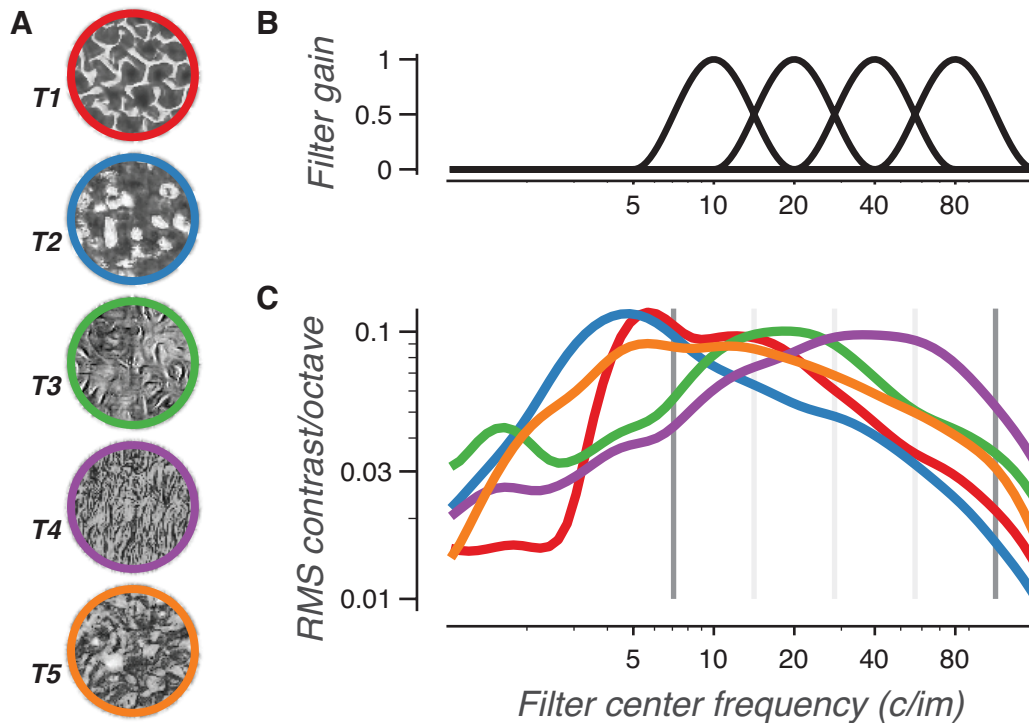 A
T1
T2
T3
T4
T5
B
Filter gain
1
0.5
0
5 10 20 40 80
C
RMS contrast/octave
0.1
0.03
0.01
5 10 20 40 80
Filter center frequency (c/im)